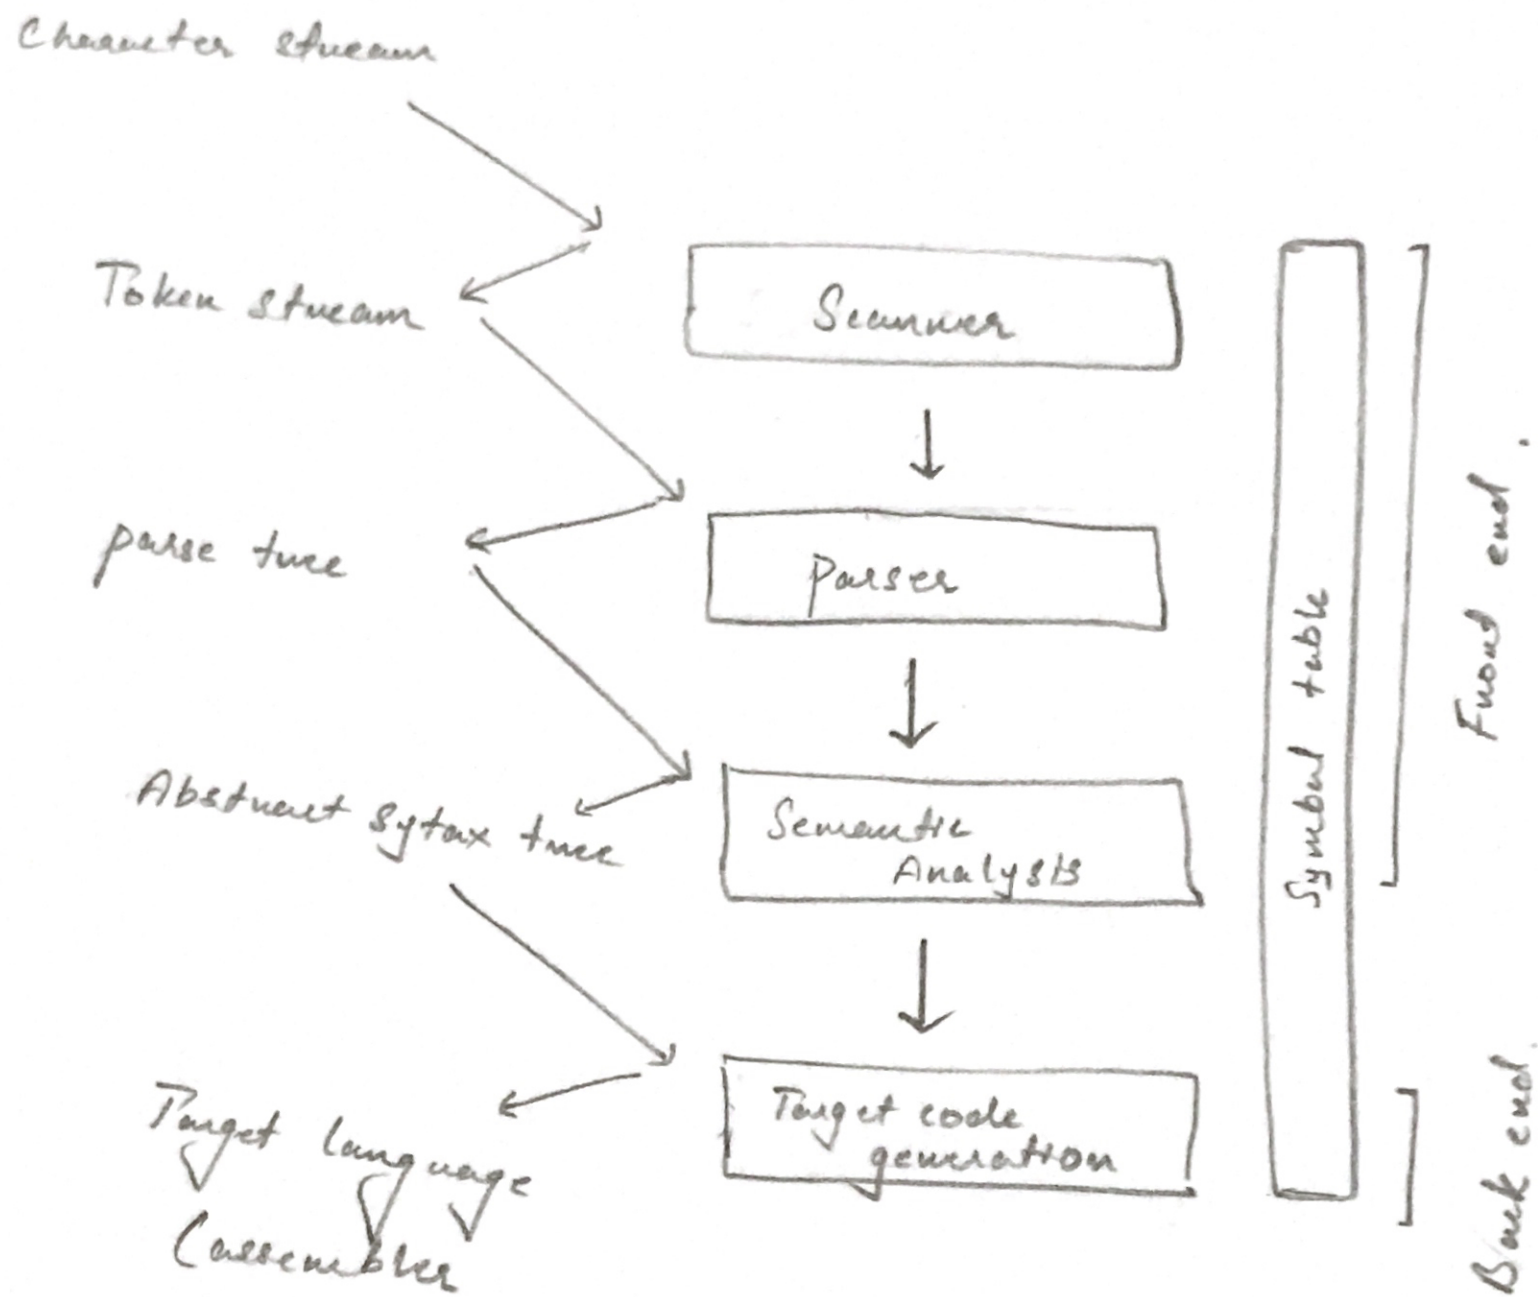 Character stream
Token stream
Scanner
parse tree
parser
Abstract sytax tree
Semantic
Analysis
Target language
(assembler
Target code
generation
Symbol table
Front end.
Back end.